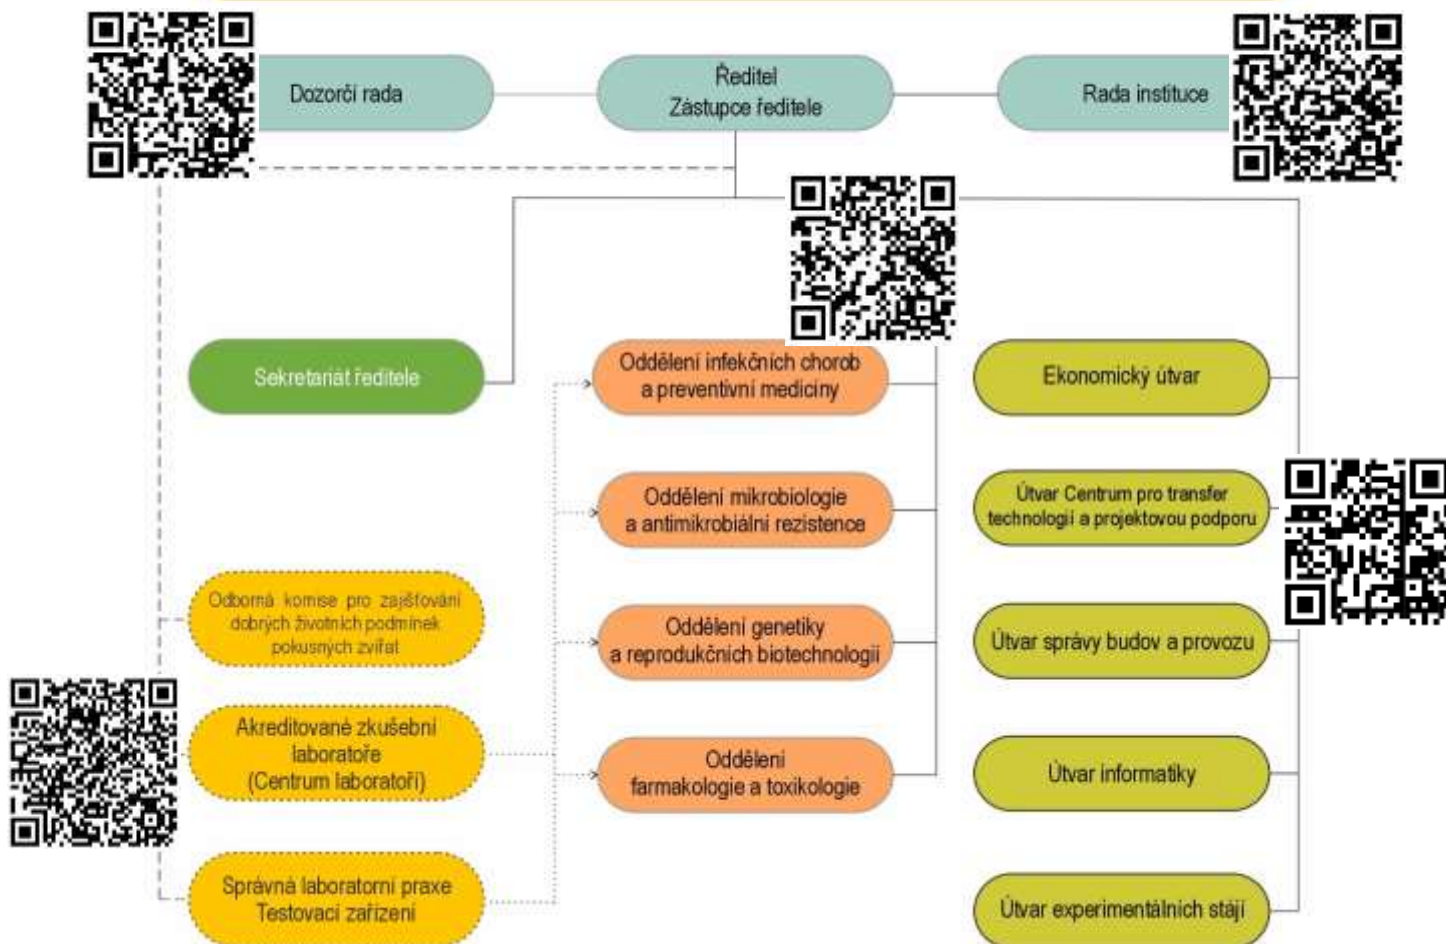 Dozorčí rada
Ředitel
Zástupce ředitele
Rada instituce
Sekretariát ředitele
Oddělení infekčních chorob
a preventivní medicíny
Ekonomický útvar
Oddělení mikrobiologie
a antimikrobiální rezistence
Útvar Centrum pro transfer
technologií a projektovou podporu
Odborná komise pro zajišťování
dobrých životních podmínek
pokusných zvířat
Oddělení genetiky
a reprodukčních biotechnologií
Útvar správy budov a provozu
Akreditované zkušební
laboratoře
(Centrum laboratoří)
Oddělení
farmakologie a toxikologie
Útvar informatiky
Správná laboratorní praxe
Testovací zařízení
Útvar experimentálních stájí